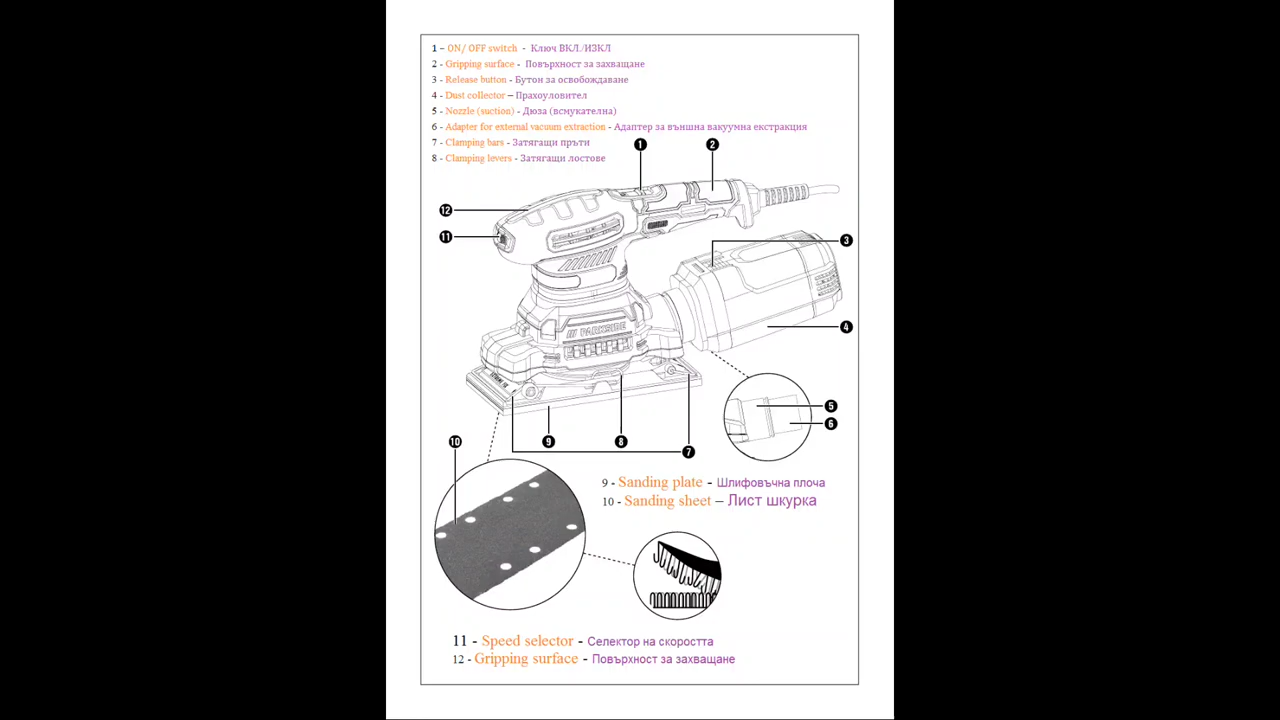 1 – ON/ OFF switch - Ключ ВКЛ./ИЗКЛ
2 - Gripping surface - Повърхност за захващане
3 - Release button - Бутон за освобождаване
4 - Dust collector – Прахоуловител
5 - Nozzle (suction) - Дюза (всмукателна)
6 - Adapter for external vacuum extraction - Адаптер за външна вакуумна екстракция
7 - Clamping bars - Затягащи пръти
8 - Clamping levers - Затягащи лостове
1
2
12
11
3
PARKSIDE
4
5
6
10
9
8
7
9 - Sanding plate - Шлифовъчна плоча
10 - Sanding sheet – Лист шкурка
11 - Speed selector - Селектор на скоростта
12 - Gripping surface - Повърхност за захващане